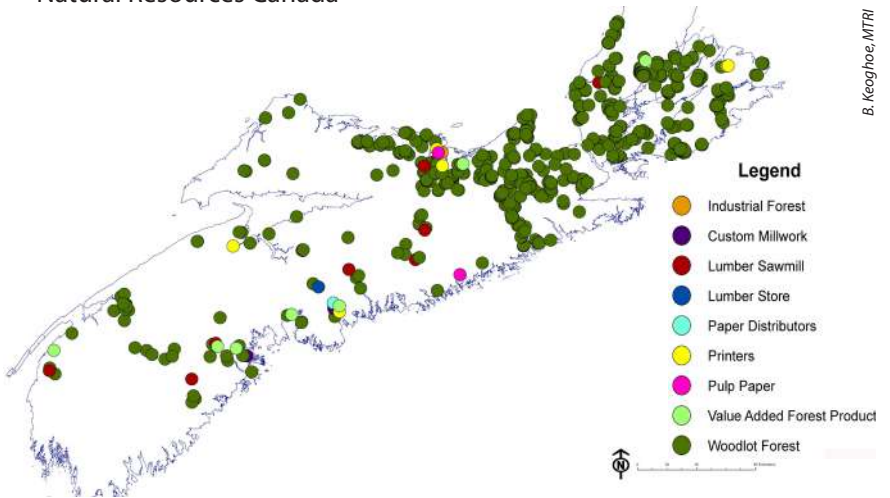 Natural Resources Canada
B. Keoghoe, MTRI
Legend
Industrial Forest
Custom Millwork
Lumber Sawmill
Lumber Store
Paper Distributors
Printers
Pulp Paper
Value Added Forest Product
Woodlot Forest
N